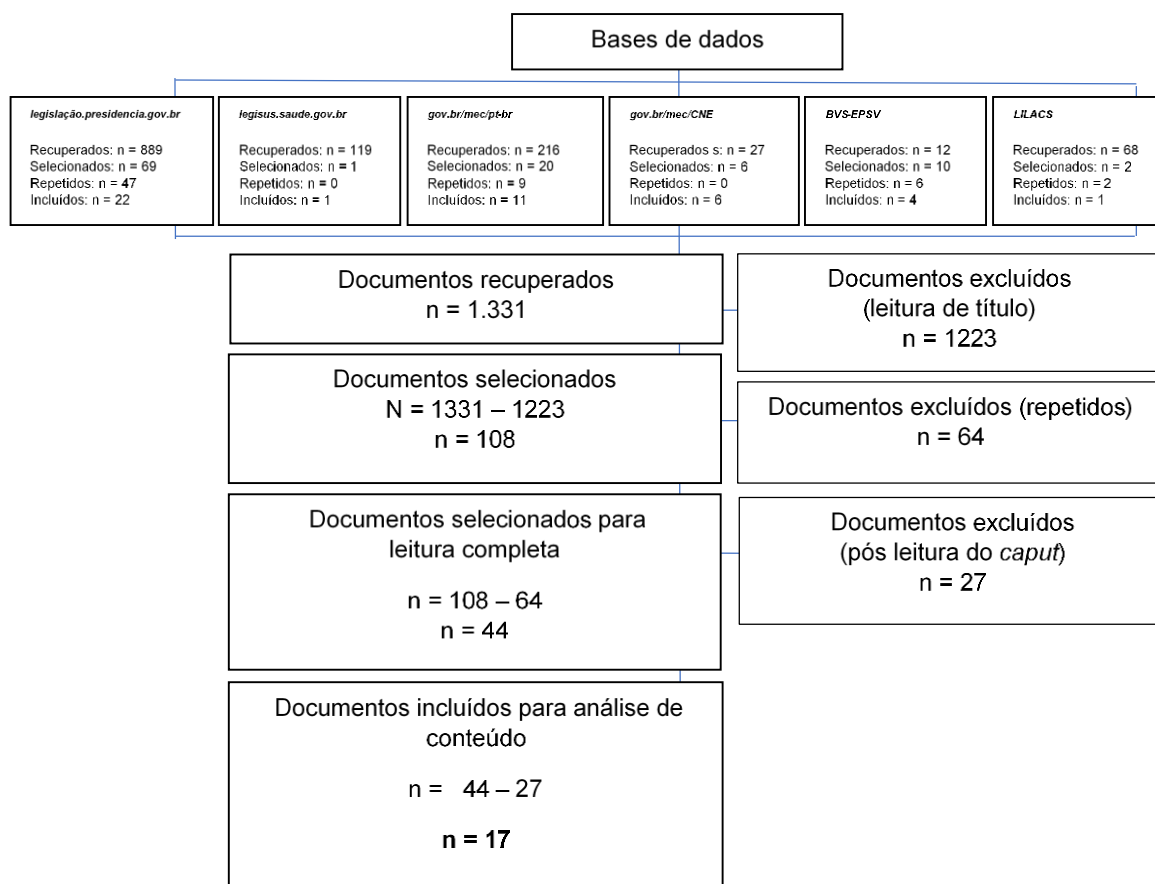 Bases de dados
legislação.presidencia.gov.br
Recuperados: n = 889
Selecionados: n = 69
Repetidos: n = 47
Incluídos: n = 22
legisus.saude.gov.br
Recuperados: n = 119
Selecionados: n = 1
Repetidos: n = 0
Incluídos: n = 1
gov.br/mec/pt-br
Recuperados: n = 216
Selecionados: n = 20
Repetidos: n = 9
Incluídos: n = 11
gov.br/mec/CNE
Recuperados s: n = 27
Selecionados: n = 6
Repetidos: n = 0
Incluídos: n = 6
BVS-EPSV
Recuperados: n = 12
Selecionados: n = 10
Repetidos: n = 6
Incluídos: n = 4
LILACS
Recuperados: n = 68
Selecionados: n = 2
Repetidos: n = 2
Incluídos: n = 1
Documentos recuperados
n = 1.331
Documentos excluídos
(leitura de título)
n = 1223
Documentos selecionados
N = 1331 – 1223
n = 108
Documentos excluídos (repetidos)
n = 64
Documentos selecionados para
leitura completa
n = 108 – 64
n = 44
Documentos excluídos
(pós leitura do caput)
n = 27
Documentos incluídos para análise de
conteúdo
n = 44 – 27
n = 17